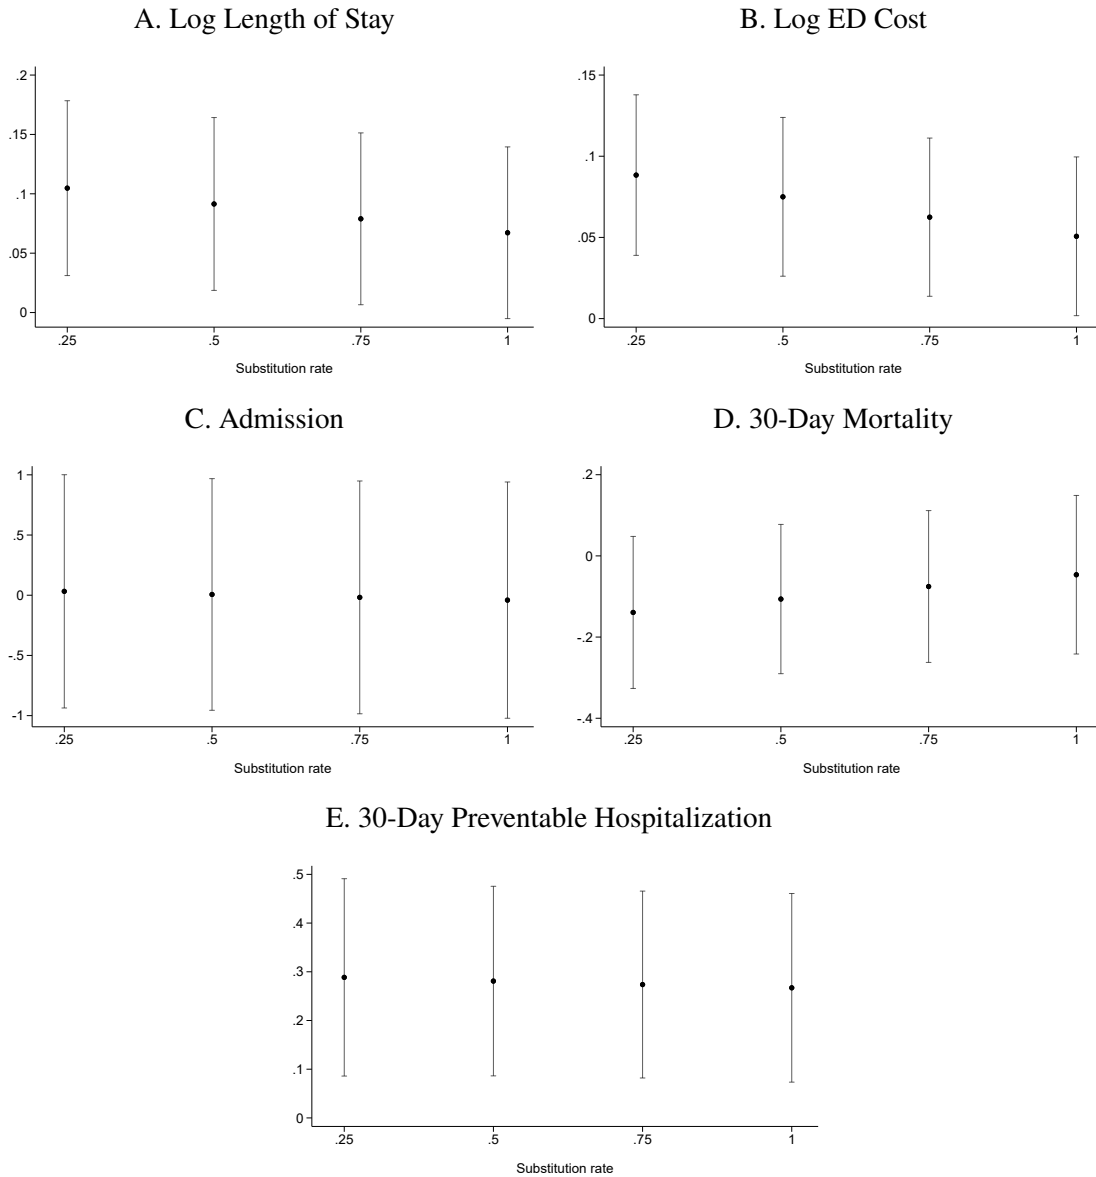 A. Log Length of Stay
.2
.15
.1
.05
0
.25 .5 .75 1
Substitution rate
B. Log ED Cost
.15
.1
.05
0
.25 .5 .75 1
Substitution rate
C. Admission
1
.5
0
-.5
-1
.25 .5 .75 1
Substitution rate
D. 30-Day Mortality
.2
0
-.2
-.4
.25 .5 .75 1
Substitution rate
E. 30-Day Preventable Hospitalization
.5
.4
.3
.2
.1
0
.25 .5 .75 1
Substitution rate